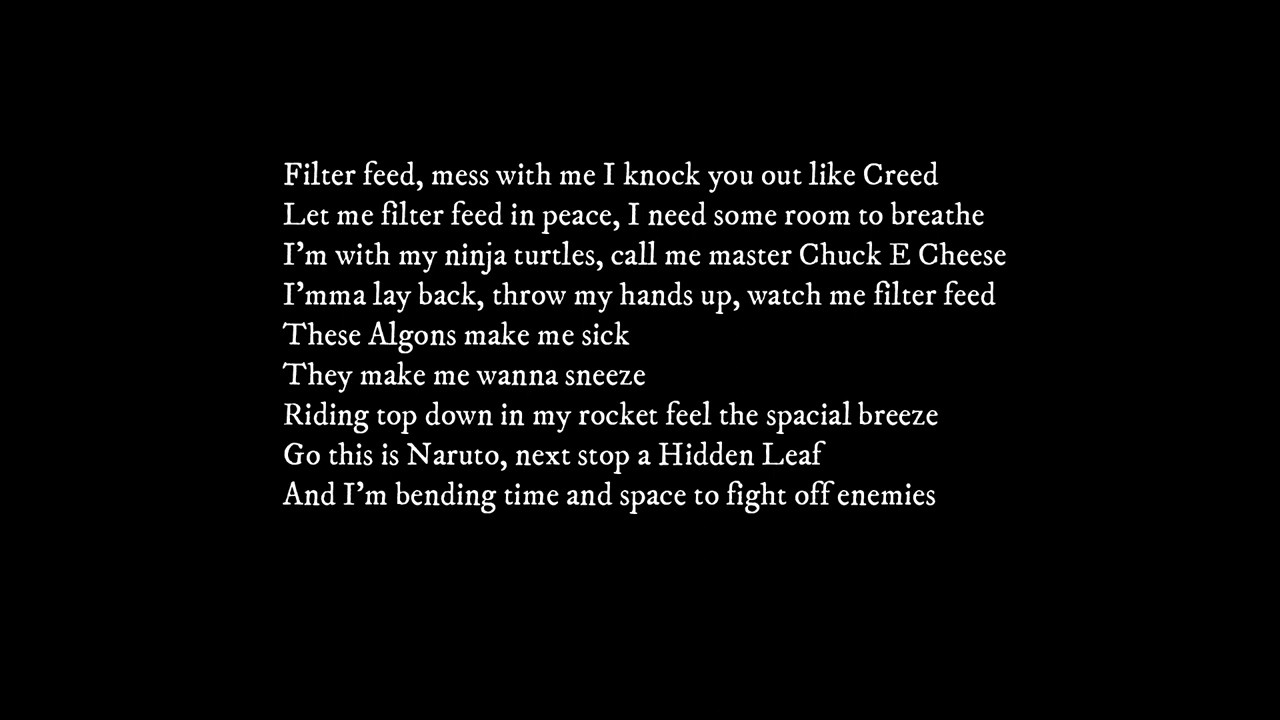 Filter feed, mess with me I knock you out like Creed
Let me filter feed in peace, I need some room to breathe
I'm with my ninja turtles, call me master Chuck E Cheese
I'mma lay back, throw my hands up, watch me filter feed
These Algons make me sick
They make me wanna sneeze
Riding top down in my rocket feel the spacial breeze
Go this is Naruto, next stop a Hidden Leaf
And I'm bending time and space to fight off enemies